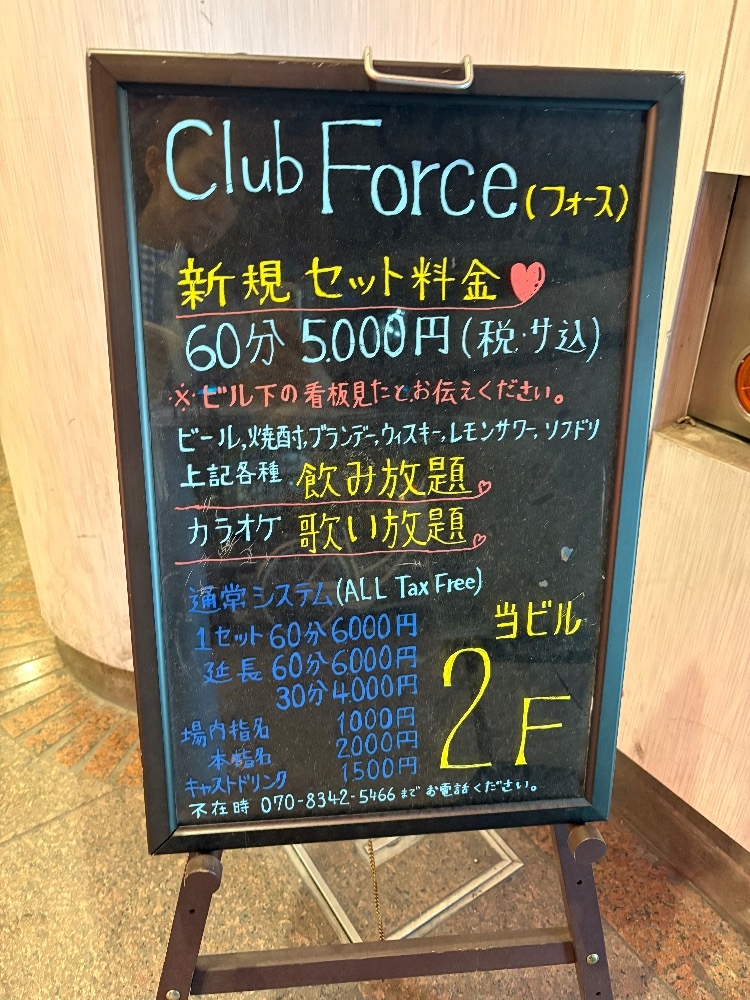 Club Force(フォース)
新規 セット料金
60分 5.000円(税・サ込)
※ビル下の看板見たとお伝えください。
ビール,焼酎,ブランデー,ウィスキー,レモンサワー,ソフドリ
上記各種 飲み放題
カラオケ 歌い放題
通常システム(ALL Tax Free)
1セット60分6000円
延長60分6000円
30分4.000円
場内指名 1000円
本指名 2000円
キャストドリンク 1500円
当ビル
2F
不在時 070-8342-5466までお電話ください。